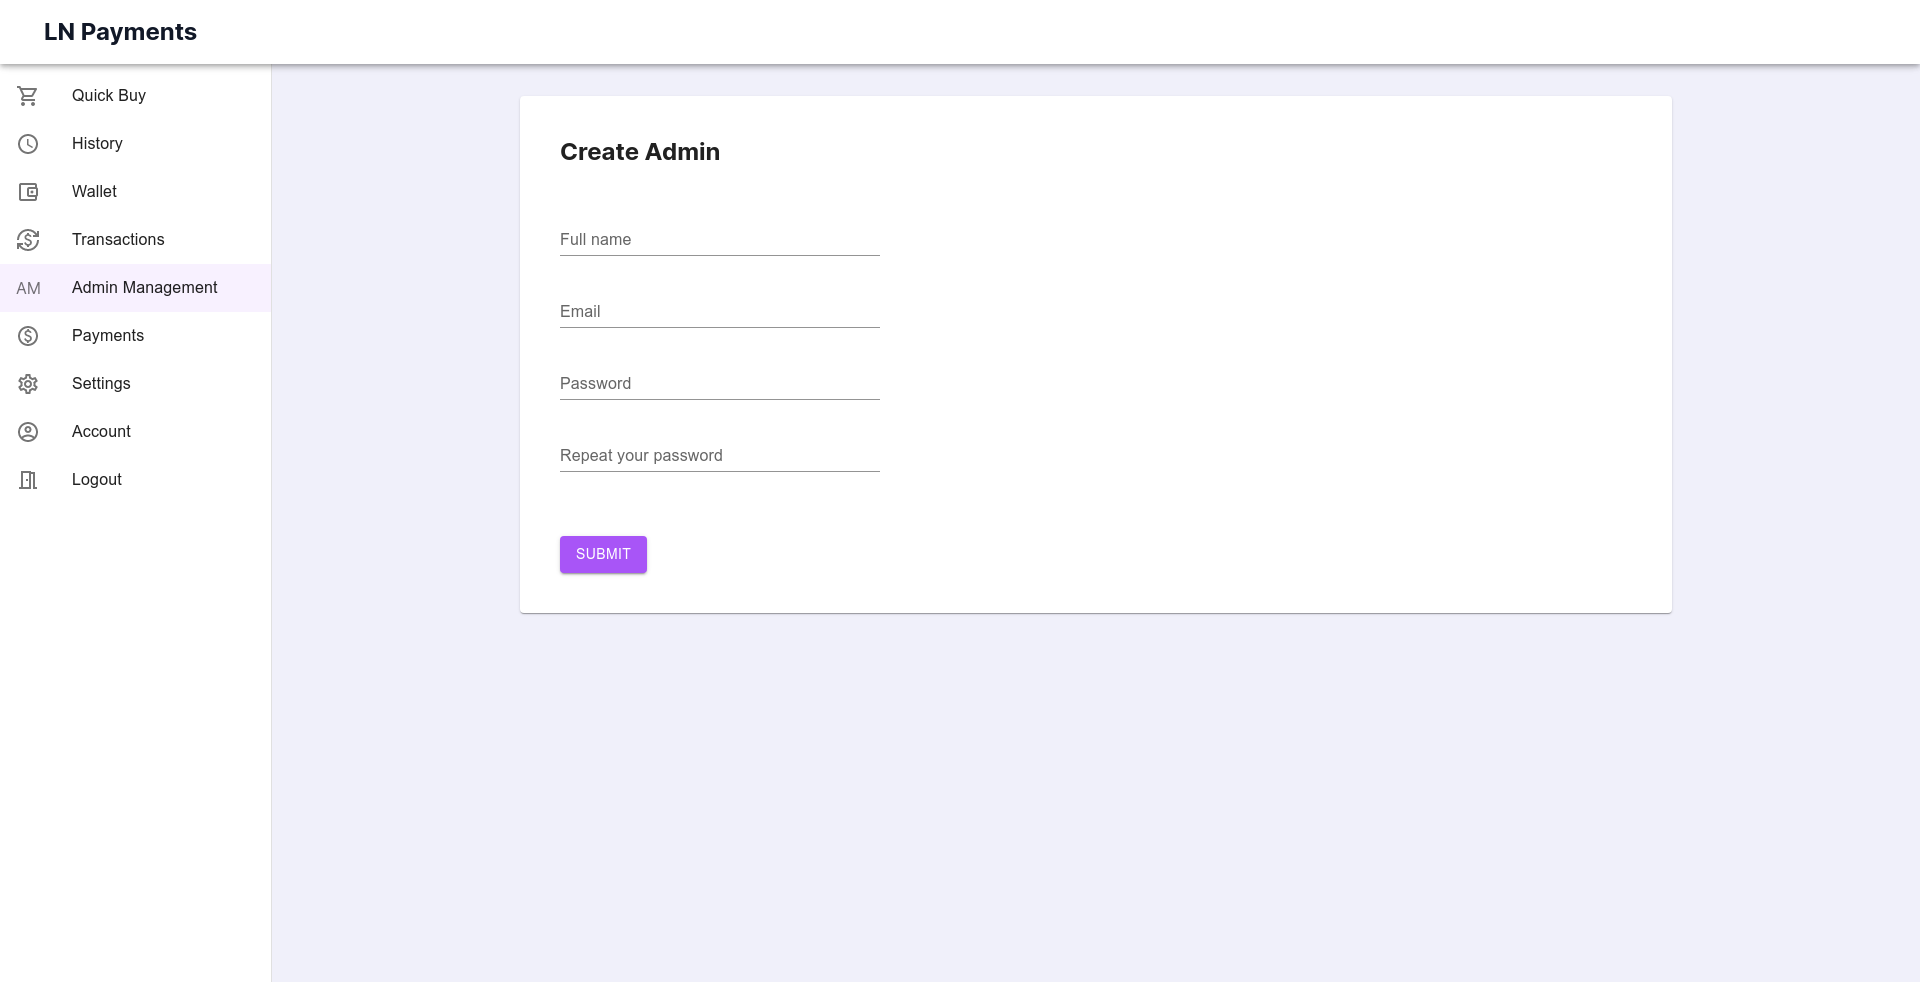 LN Payments
Quick Buy
History
Wallet
Transactions
AM Admin Management
Payments
Settings
Account
Logout
Create Admin
Full name
Email
Password
Repeat your password
SUBMIT